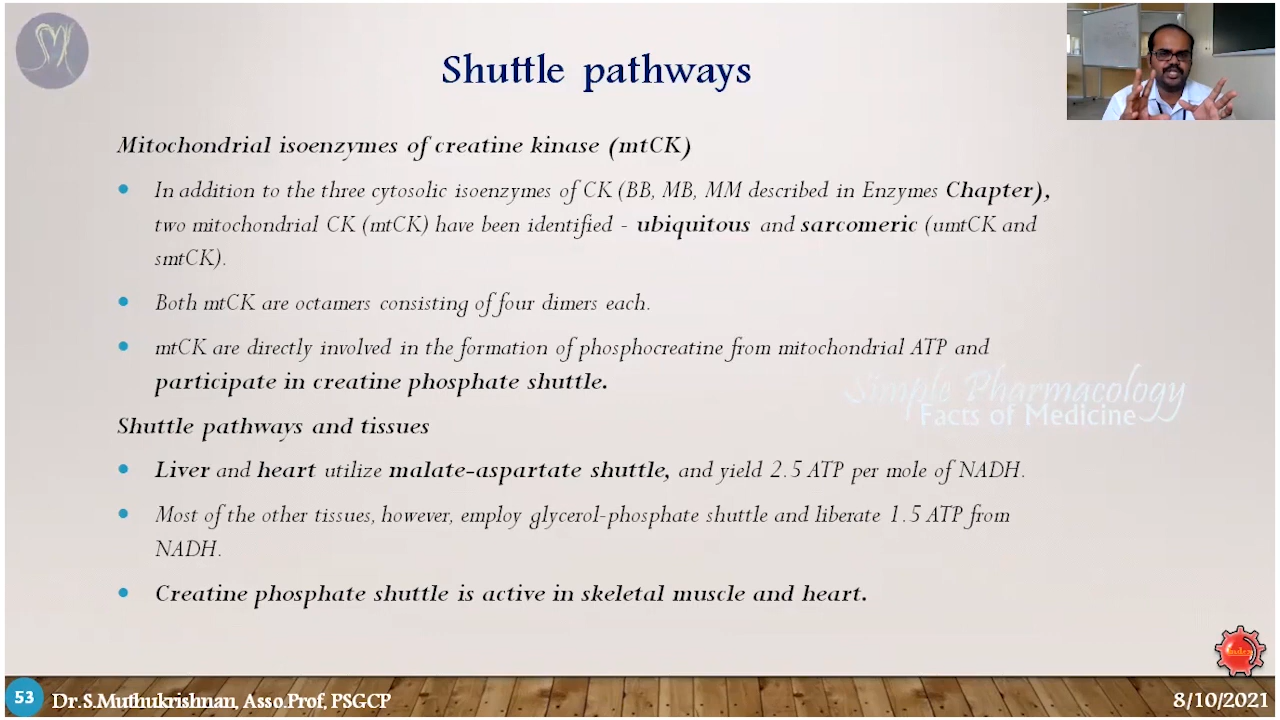 SM
Shuttle pathways
Mitochondrial isoenzymes of creatine kinase (mtCK)
In addition to the three cytosolic isoenzymes of CK (BB, MB, MM described in Enzymes Chapter),
two mitochondrial CK (mtCK) have been identified - ubiquitous and sarcomeric (umtCK and
smtCK).
Both mtCK are octamers consisting of four dimers each.
mtCK are directly involved in the formation of phosphocreatine from mitochondrial ATP and
participate in creatine phosphate shuttle.
Simple Pharmacology
Facts of Medicine
Shuttle pathways and tissues
Liver and heart utilize malate-aspartate shuttle, and yield 2.5 ATP per mole of NADH.
Most of the other tissues, however, employ glycerol-phosphate shuttle and liberate 1.5 ATP from
NADH.
Creatine phosphate shuttle is active in skeletal muscle and heart.
53 Dr.S.Muthukrishnan, Asso.Prof, PSGCP 8/10/2021